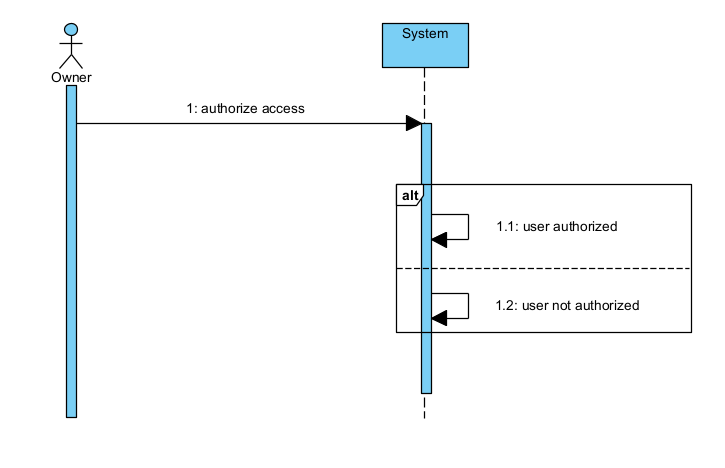 System
Owner
1: authorize access
alt
1.1: user authorized
1.2: user not authorized